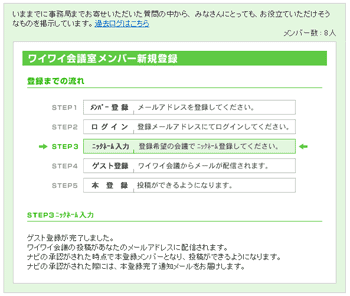 いままでに事務局までお寄せいただいた質問の中から、みなさんにとっても、お役立ていただけそう
なものを掲示しています。過去ログはこちら
メンバー数：8人
ワイワイ会議室メンバー新規登録
登録までの流れ
STEP1 ﾒﾝﾊﾞｰ 登 録 メールアドレスを登録してください。
STEP2 ロ グ イ ン 登録メールアドレスにてログインしてください。
STEP3 ﾆｯｸﾈｰﾑ入力 登録希望の会議でﾆｯｸﾈｰﾑ登録してください。
STEP4 ゲスト登録 ワイワイ会議からメールが配信されます。
STEP5 本 登 録 投稿ができるようになります。
STEP3ﾆｯｸﾈｰﾑ入力
ゲスト登録が完了しました。
ワイワイ会議の投稿があなたのメールアドレスに配信されます。
ナビの承認がされた時点で本登録メンバーとなり、投稿ができるようになります。
ナビの承認がされた際には、本登録完了通知メールをお届けします。